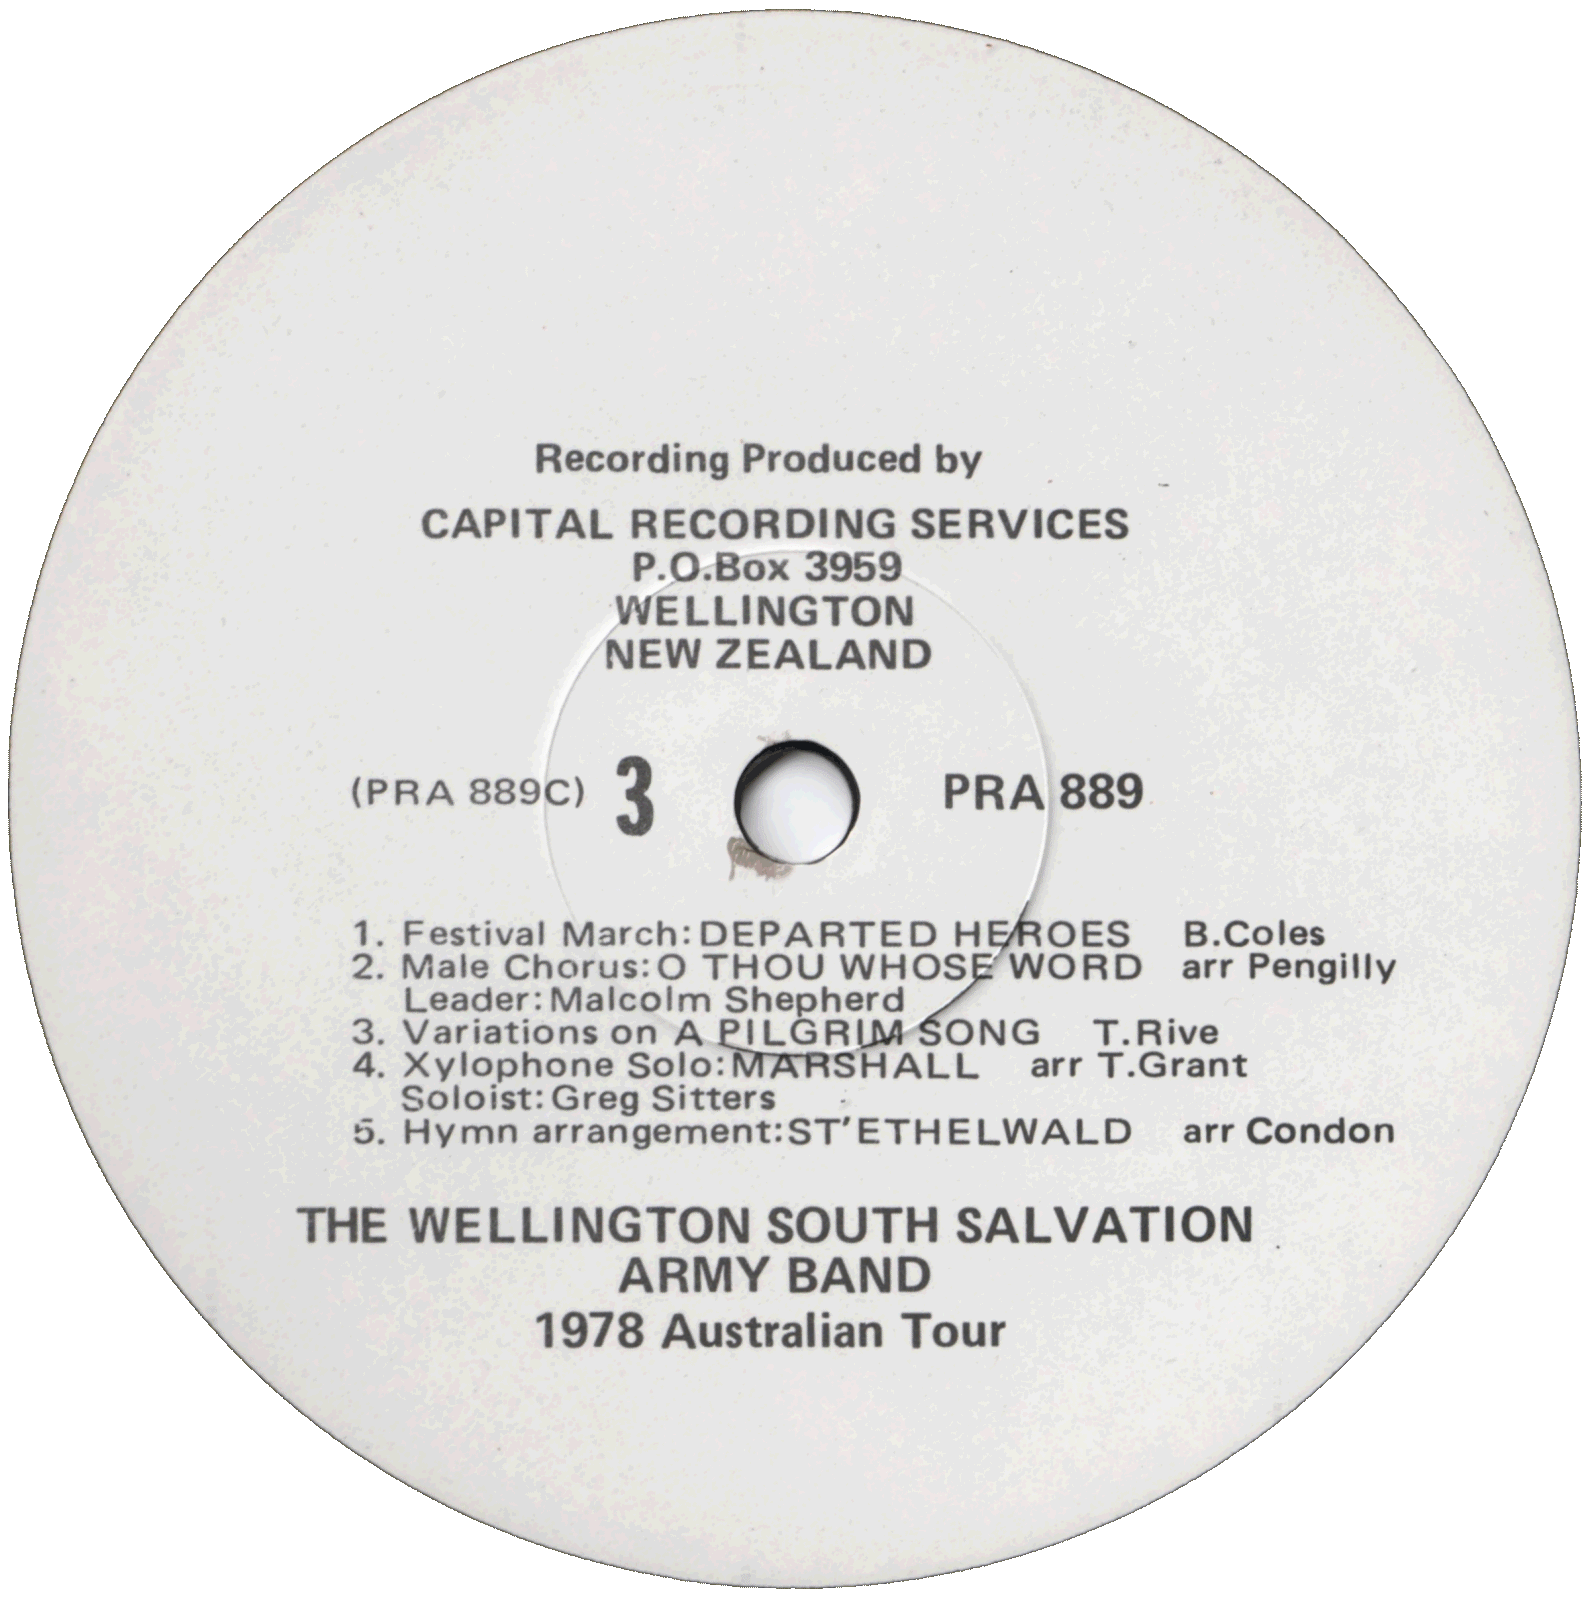 Recording Produced by
CAPITAL RECORDING SERVICES
P.O.Box 3959
WELLINGTON
NEW ZEALAND
(PRA 889C) 3 PRA 889
1. Festival March: DEPARTED HEROES B.Coles
2. Male Chorus: O THOU WHOSE WORD arr Pengilly
Leader: Malcolm Shepherd
3. Variations on A PILGRIM SONG T.Rive
4. Xylophone Solo: MARSHALL arr T.Grant
Soloist: Greg Sitters
5. Hymn arrangement: ST'ETHELWALD arr Condon
THE WELLINGTON SOUTH SALVATION
ARMY BAND
1978 Australian Tour